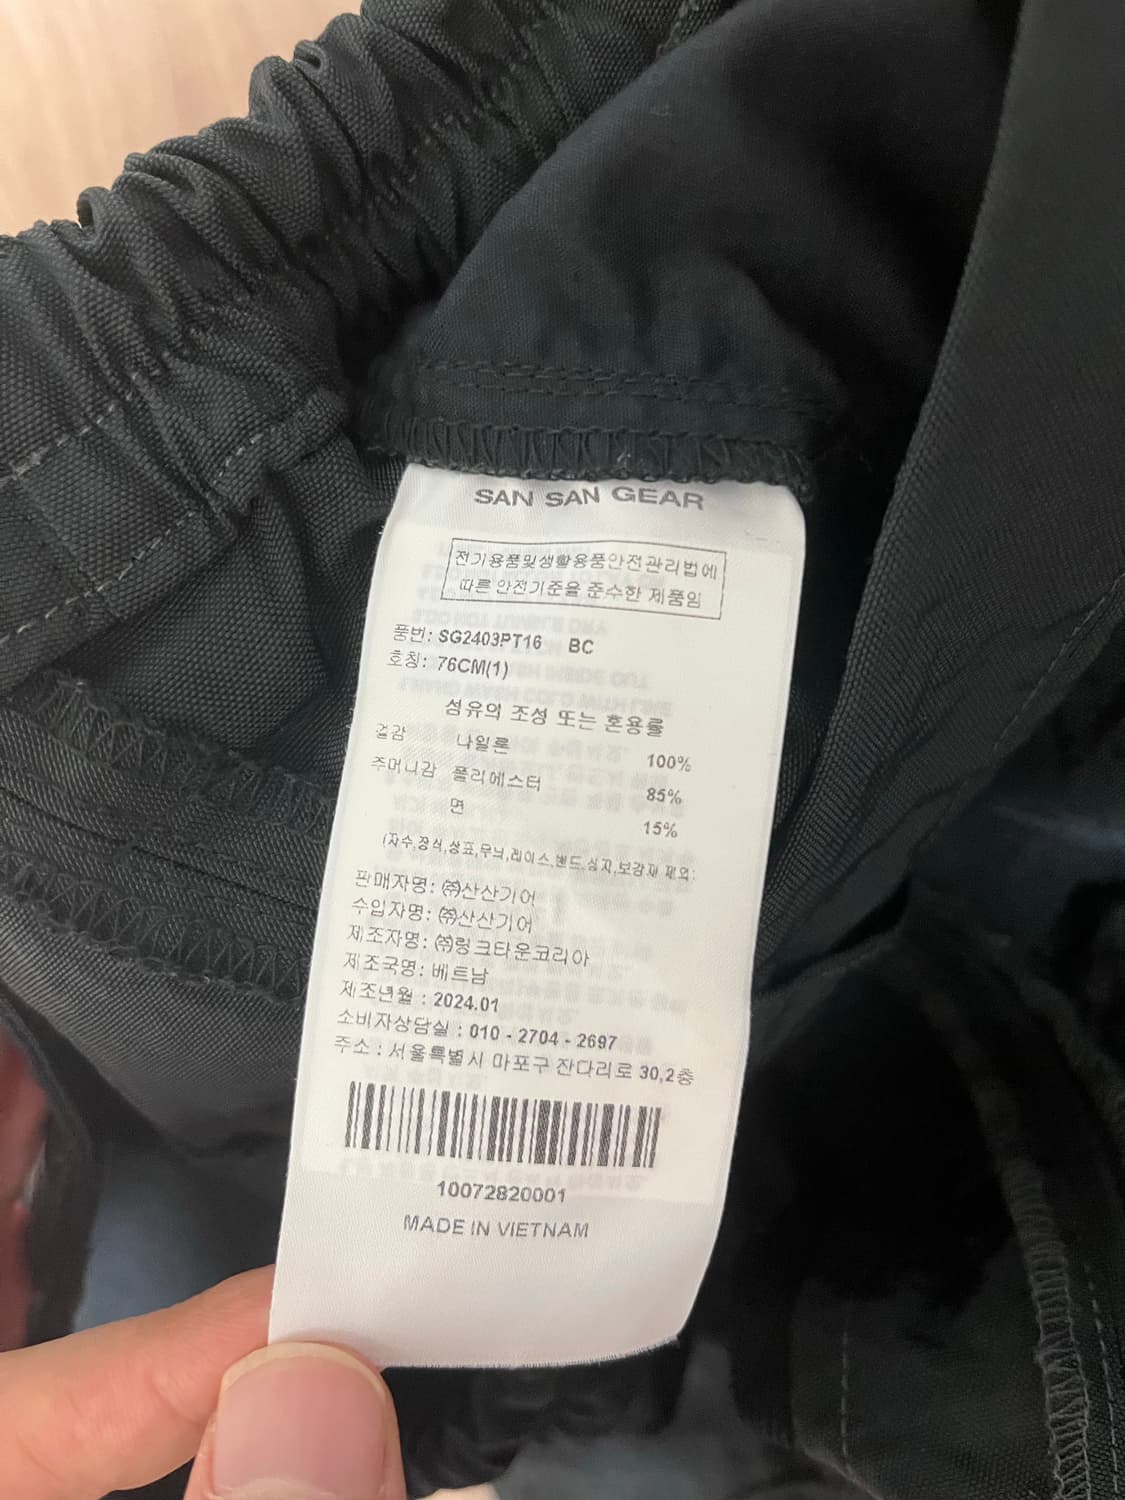 SAN SAN GEAR
전기용품및생활용품안전관리법에
따른 안전기준을 준수한 제품임
품번: SG2403PT16 BC
호칭: 76CM(1)
섬유의 조성 또는 혼용률
겉감 나일론 100%
주머니감 폴리에스터 85%
면 15%
(자수,장식,상표,무늬,레이스,밴드,심지,보강재 제외)
판매자명: ㈜산산기어
수입자명: ㈜산산기어
제조자명: ㈜링크타운코리아
제조국명: 베트남
제조년월 : 2024.01
소비자상담실 : 010 - 2704 - 2697
주소 : 서울특별시 마포구 잔다리로 30,2층
10072820001
MADE IN VIETNAM